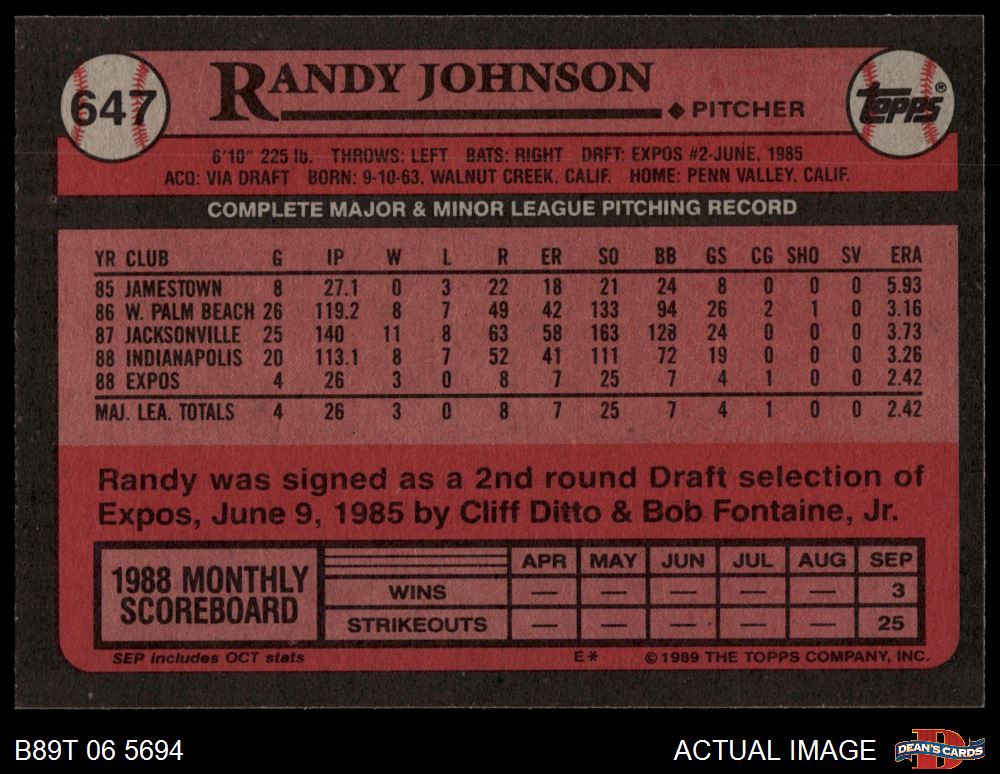 647
RANDY JOHNSON
◆ PITCHER
topps®
6'10" 225 lb. THROWS: LEFT BATS: RIGHT DRFT: EXPOS #2-JUNE, 1985
ACQ: VIA DRAFT BORN: 9-10-63, WALNUT CREEK, CALIF. HOME: PENN VALLEY, CALIF.
COMPLETE MAJOR & MINOR LEAGUE PITCHING RECORD
YR CLUB G IP W L R ER SO BB GS CG SHO SV ERA
85 JAMESTOWN 8 27.1 0 3 22 18 21 24 8 0 0 0 5.93
86 W. PALM BEACH 26 119.2 8 7 49 42 133 94 26 2 1 0 3.16
87 JACKSONVILLE 25 140 11 8 63 58 163 128 24 0 0 0 3.73
88 INDIANAPOLIS 20 113.1 8 7 52 41 111 72 19 0 0 0 3.26
88 EXPOS 4 26 3 0 8 7 25 7 4 1 0 0 2.42
MAJ. LEA. TOTALS 4 26 3 0 8 7 25 7 4 1 0 0 2.42
Randy was signed as a 2nd round Draft selection of
Expos, June 9, 1985 by Cliff Ditto & Bob Fontaine, Jr.
1988 MONTHLY
SCOREBOARD
APR MAY JUN JUL AUG SEP
WINS — — — — — 3
STRIKEOUTS — — — — — 25
SEP includes OCT stats E* © 1989 THE TOPPS COMPANY, INC.
B89T 06 5694 ACTUAL IMAGE D DEAN'S CARDS